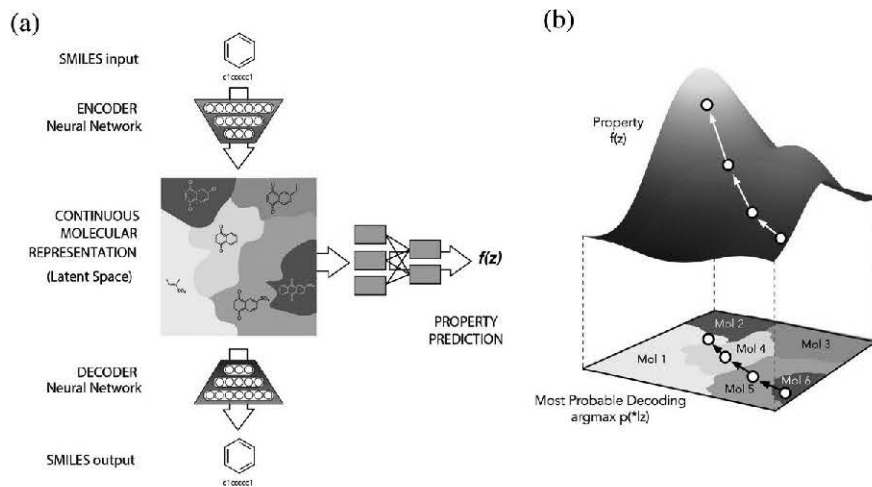 (a)
SMILES input
c1ccccc1
ENCODER
Neural Network
CONTINUOUS
MOLECULAR
REPRESENTATION
(Latent Space)
f(z)
PROPERTY
PREDICTION
DECODER
Neural Network
SMILES output
c1ccccc1
(b)
Property
f(z)
Mol 1
Mol 2
Mol 3
Mol 4
Mol 5
Mol 6
Most Probable Decoding
argmax p(*|z)